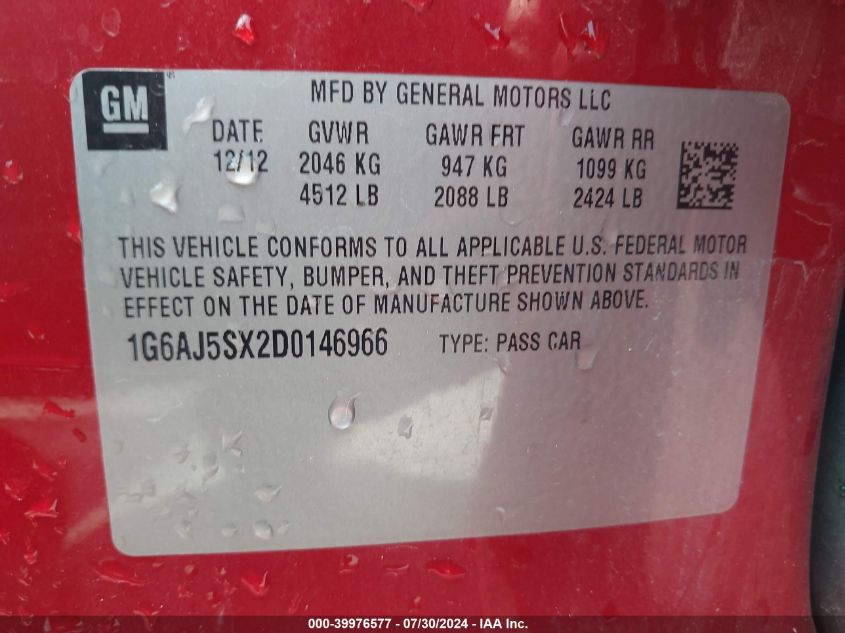 GM
MFD BY GENERAL MOTORS LLC
DATE GVWR GAWR FRT GAWR RR
12/12 2046 KG 947 KG 1099 KG
4512 LB 2088 LB 2424 LB
THIS VEHICLE CONFORMS TO ALL APPLICABLE U.S. FEDERAL MOTOR
VEHICLE SAFETY, BUMPER, AND THEFT PREVENTION STANDARDS IN
EFFECT ON THE DATE OF MANUFACTURE SHOWN ABOVE.
1G6AJ5SX2D0146966 TYPE: PASS CAR
000-39976577 / 07/30/2024 - IAA Inc.